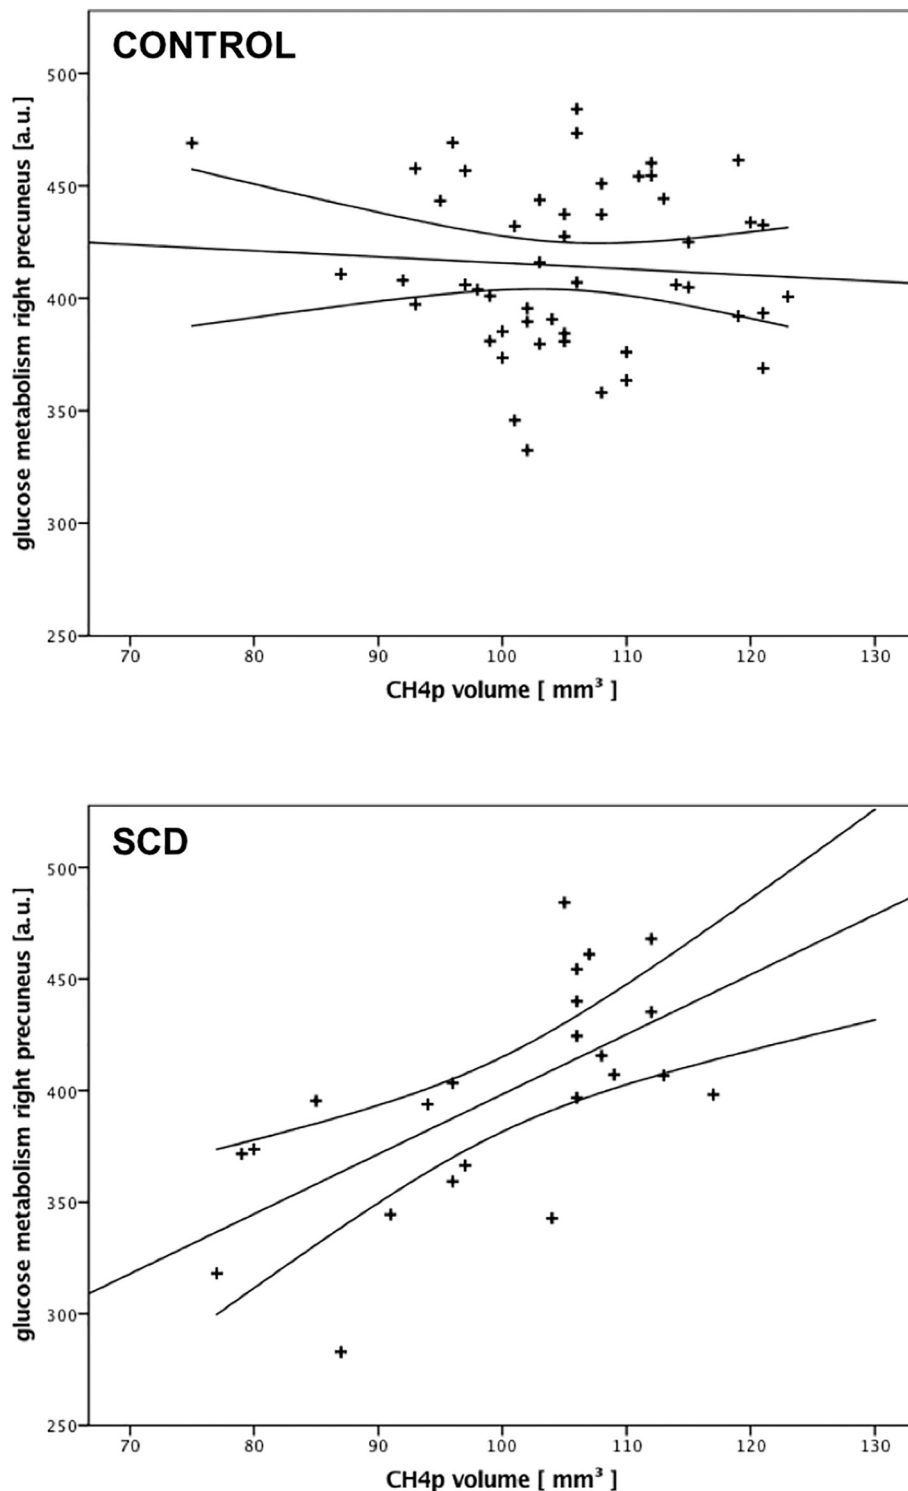 CONTROL
glucose metabolism right precuneus [a.u.]
500
450
400
350
300
250
70 80 90 100 110 120 130
CH4p volume [ mm³ ]
SCD
glucose metabolism right precuneus [a.u.]
500
450
400
350
300
250
70 80 90 100 110 120 130
CH4p volume [ mm³ ]